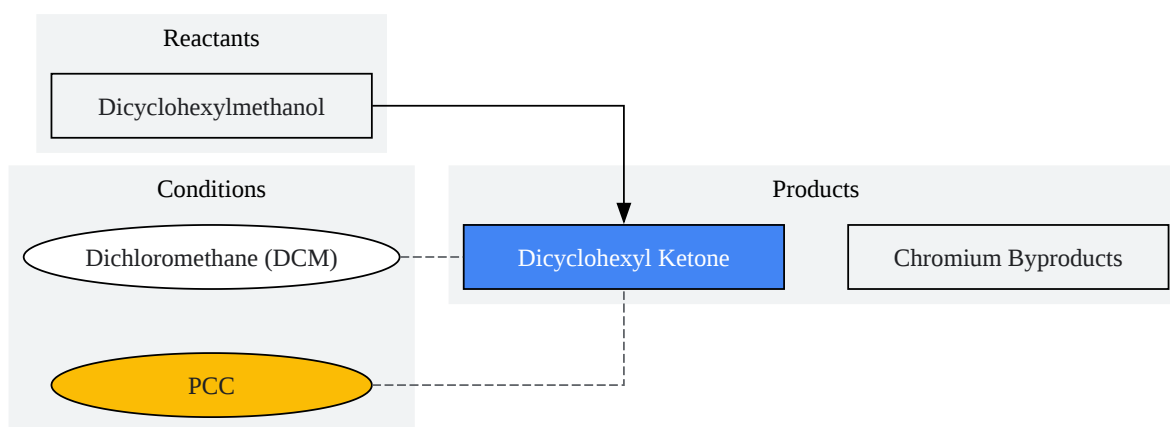 Reactants
Dicyclohexylmethanol
Conditions
Dichloromethane (DCM)
PCC
Products
Dicyclohexyl Ketone
Chromium Byproducts